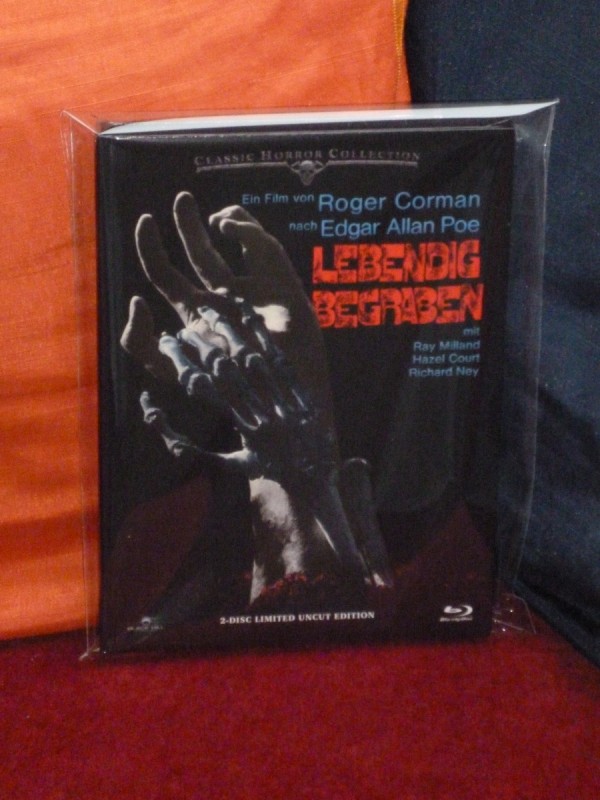 CLASSIC HORROR COLLECTION
Ein Film von Roger Corman
nach Edgar Allan Poe
LEBENDIG
BEGRABEN
mit
Ray Milland
Hazel Court
Richard Ney
2-DISC LIMITED UNCUT EDITION